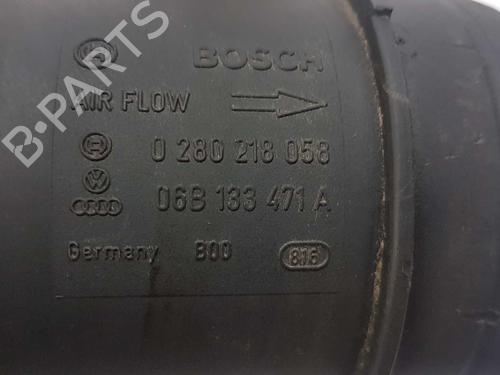 BOSCH
AIR FLOW
0 280 218 058
06B 133 471 A
Germany B00 816
B-PARTS